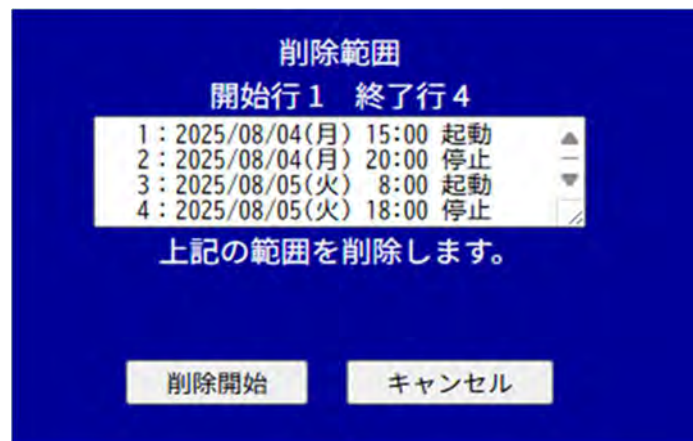 削除範囲
開始行1　終了行4
1：2025/08/04(月) 15:00 起動
2：2025/08/04(月) 20:00 停止
3：2025/08/05(火)  8:00 起動
4：2025/08/05(火) 18:00 停止
上記の範囲を削除します。
削除開始　キャンセル